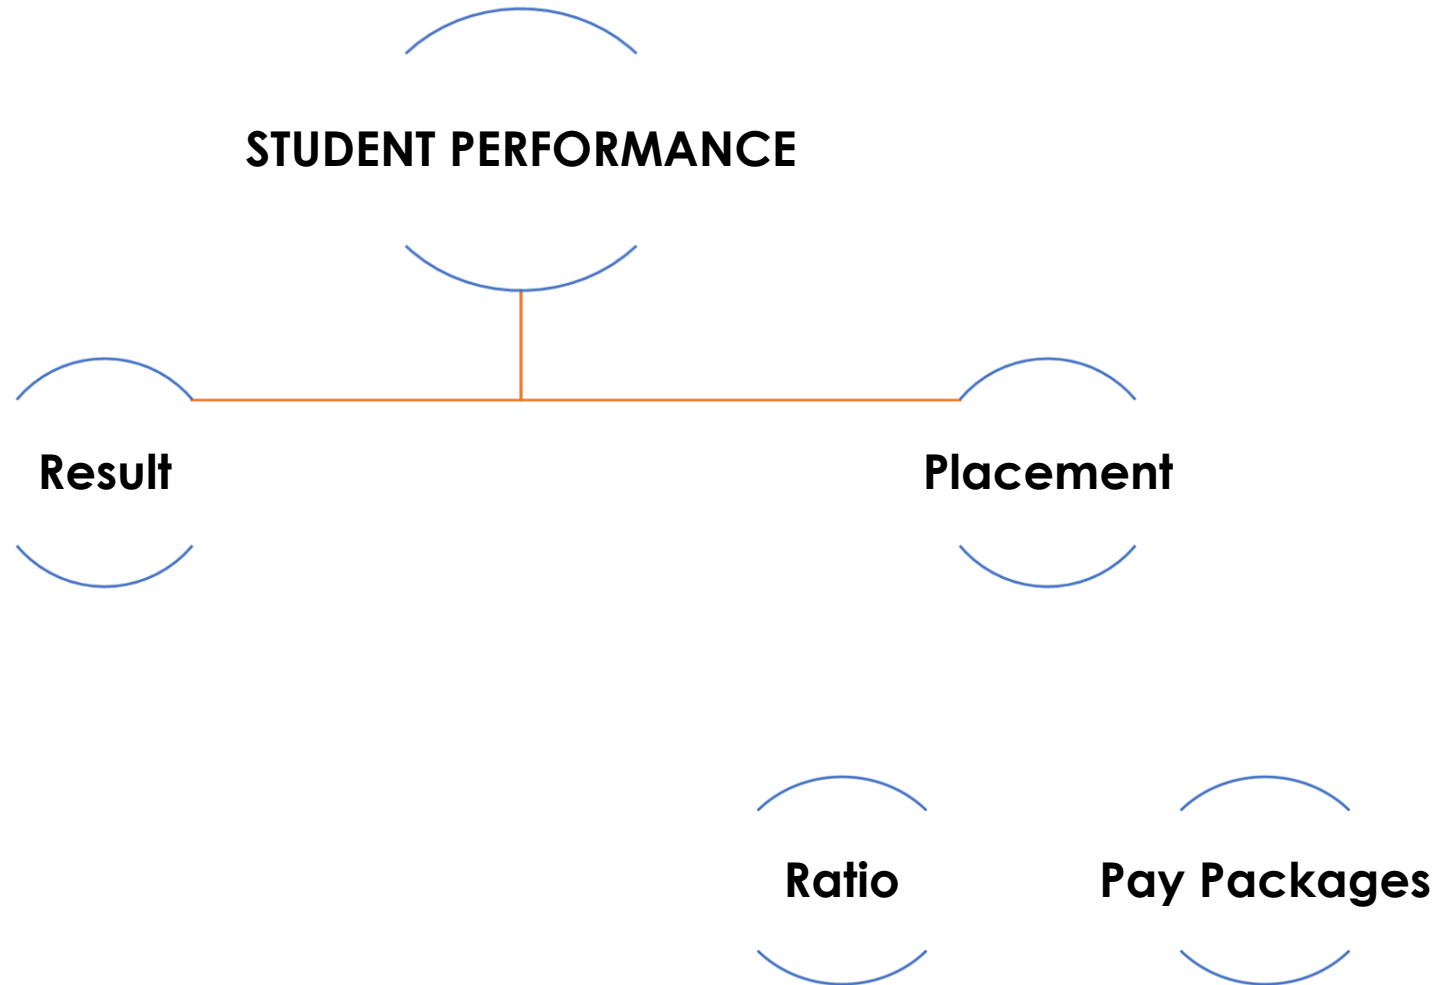 STUDENT PERFORMANCE
Result
Placement
Ratio
Pay Packages